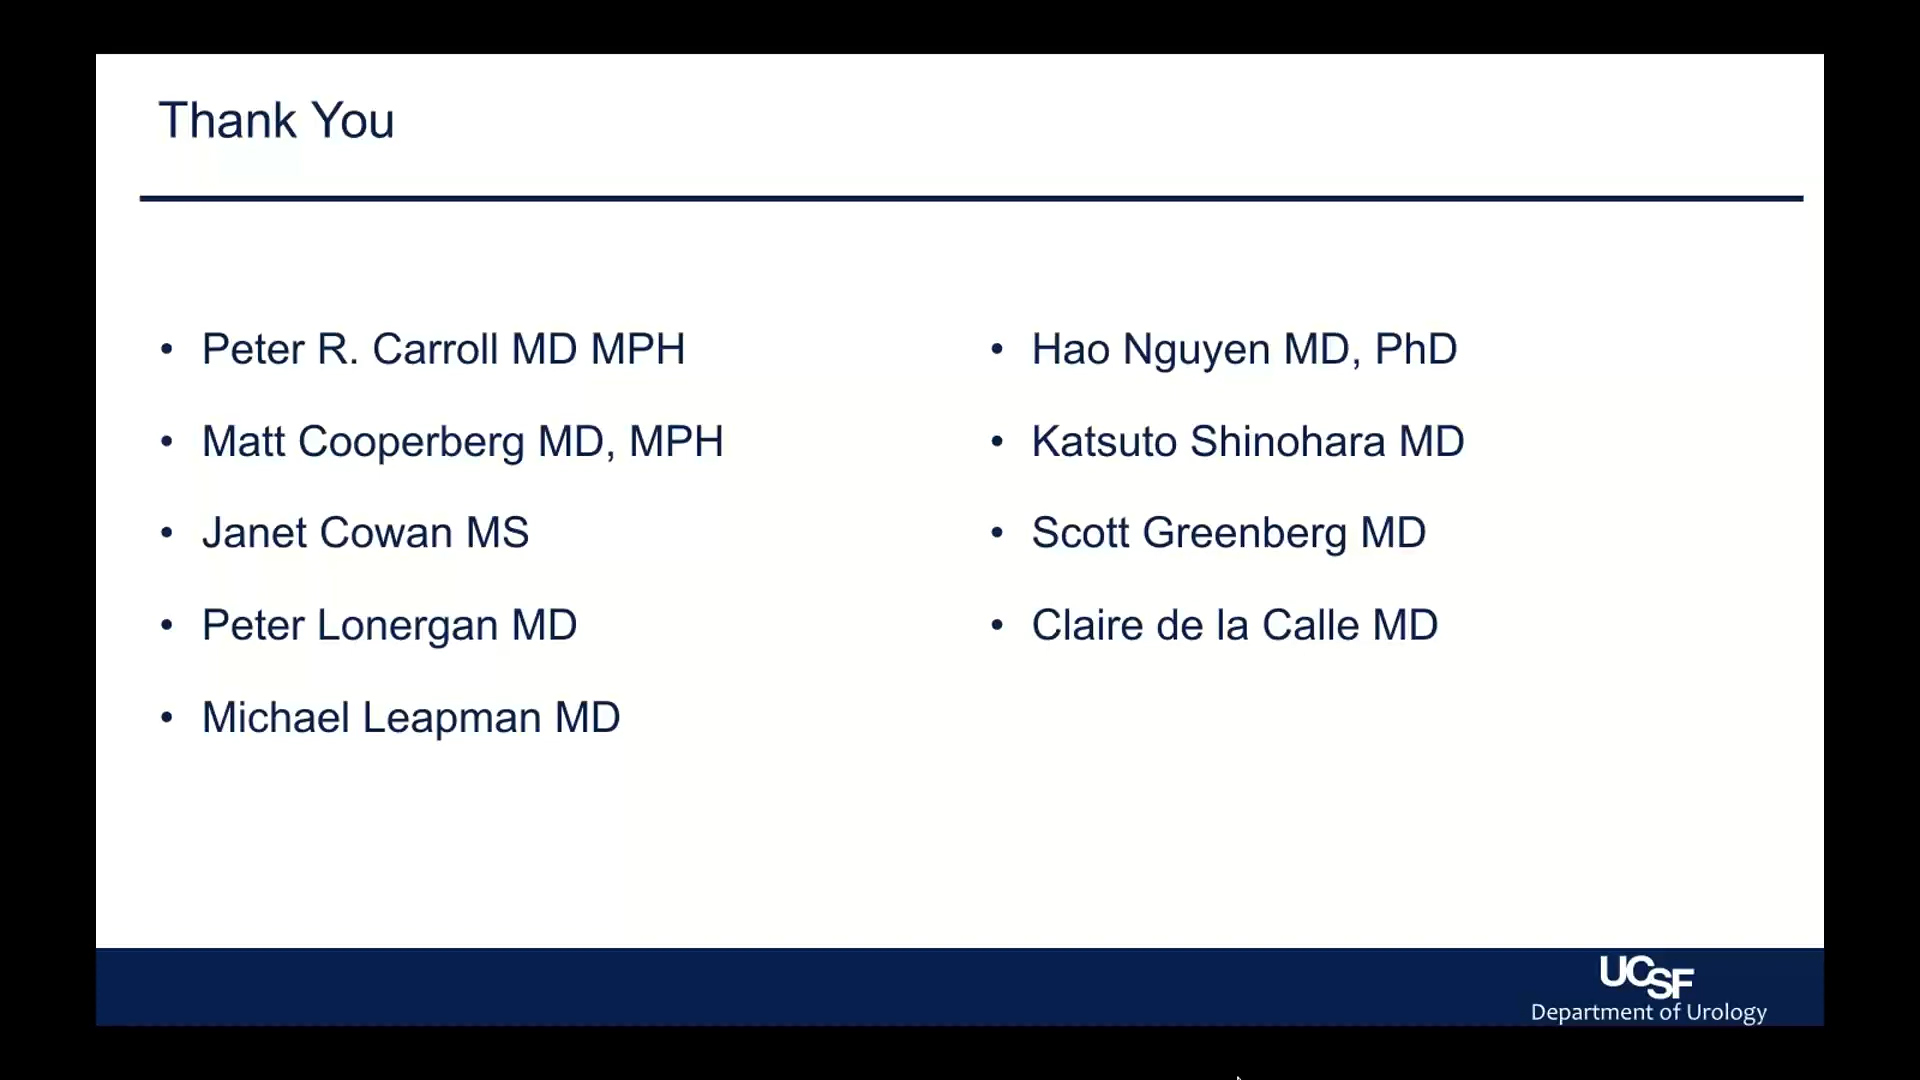 Thank You
• Peter R. Carroll MD MPH
• Matt Cooperberg MD, MPH
• Janet Cowan MS
• Peter Lonergan MD
• Michael Leapman MD
• Hao Nguyen MD, PhD
• Katsuto Shinohara MD
• Scott Greenberg MD
• Claire de la Calle MD
UCSF
Department of Urology